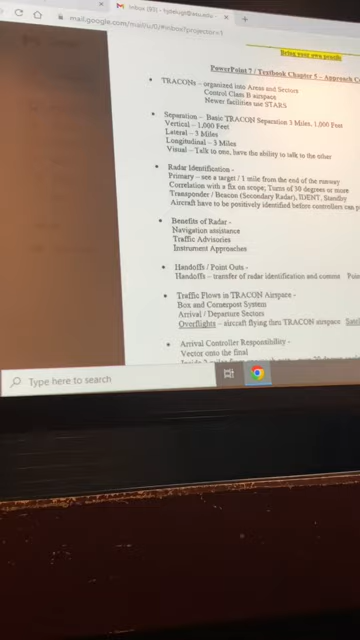 Inbox (93) -
mail.google.com/mail/u/0/#inbox?projector=1
Bring your own pencils
PowerPoint 7 / Textbook Chapter 5 – Approach C
• TRACONs – organized into Areas and Sectors
Control Class B airspace
Newer facilities use STARS
• Separation – Basic TRACON Separation 3 Miles, 1,000 Feet
Vertical – 1,000 Feet
Lateral – 3 Miles
Longitudinal – 3 Miles
Visual – Talk to one, have the ability to talk to the other
• Radar Identification –
Primary – see a target / 1 mile from the end of the runway
Correlation with a fix on scope, Turns of 30 degrees or more
Transponder / Beacon (Secondary Radar), IDENT, Standby
Aircraft have to be positively identified before controllers can p
• Benefits of Radar -
Navigation assistance
Traffic Advisories
Instrument Approaches
• Handoffs / Point Outs -
Handoffs – transfer of radar identification and comms Poin
• Traffic Flows in TRACON Airspace –
Box and Cornerpost System
Arrival / Departure Sectors
Overflights – aircraft flying thru TRACON airspace
• Arrival Controller Responsibility -
Vector onto the final
Type here to search